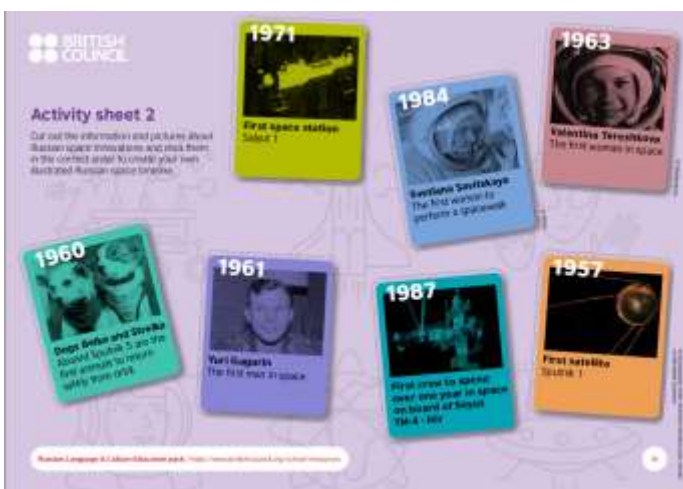 BRITISH
COUNCIL
Activity sheet 2
Cut out the information and pictures about
Russian space innovations and stick them
in the correct order to create your own
illustrated Russian space timeline.
1971
First space station
Salyut 1
1984
Svetlana Savitskaya
The first woman to
perform a spacewalk
1963
Valentina Tereshkova
The first woman in space
1960
Dogs Belka and Strelka
Aboard Sputnik 5 are the
first animals to return
safely from orbit
1961
Yuri Gagarin
The first man in space
1987
First crew to spend
over one year in space
on board of Soyuz
TM-4 - Mir
1957
First satellite
Sputnik 1
Russian Language & Culture Education pack